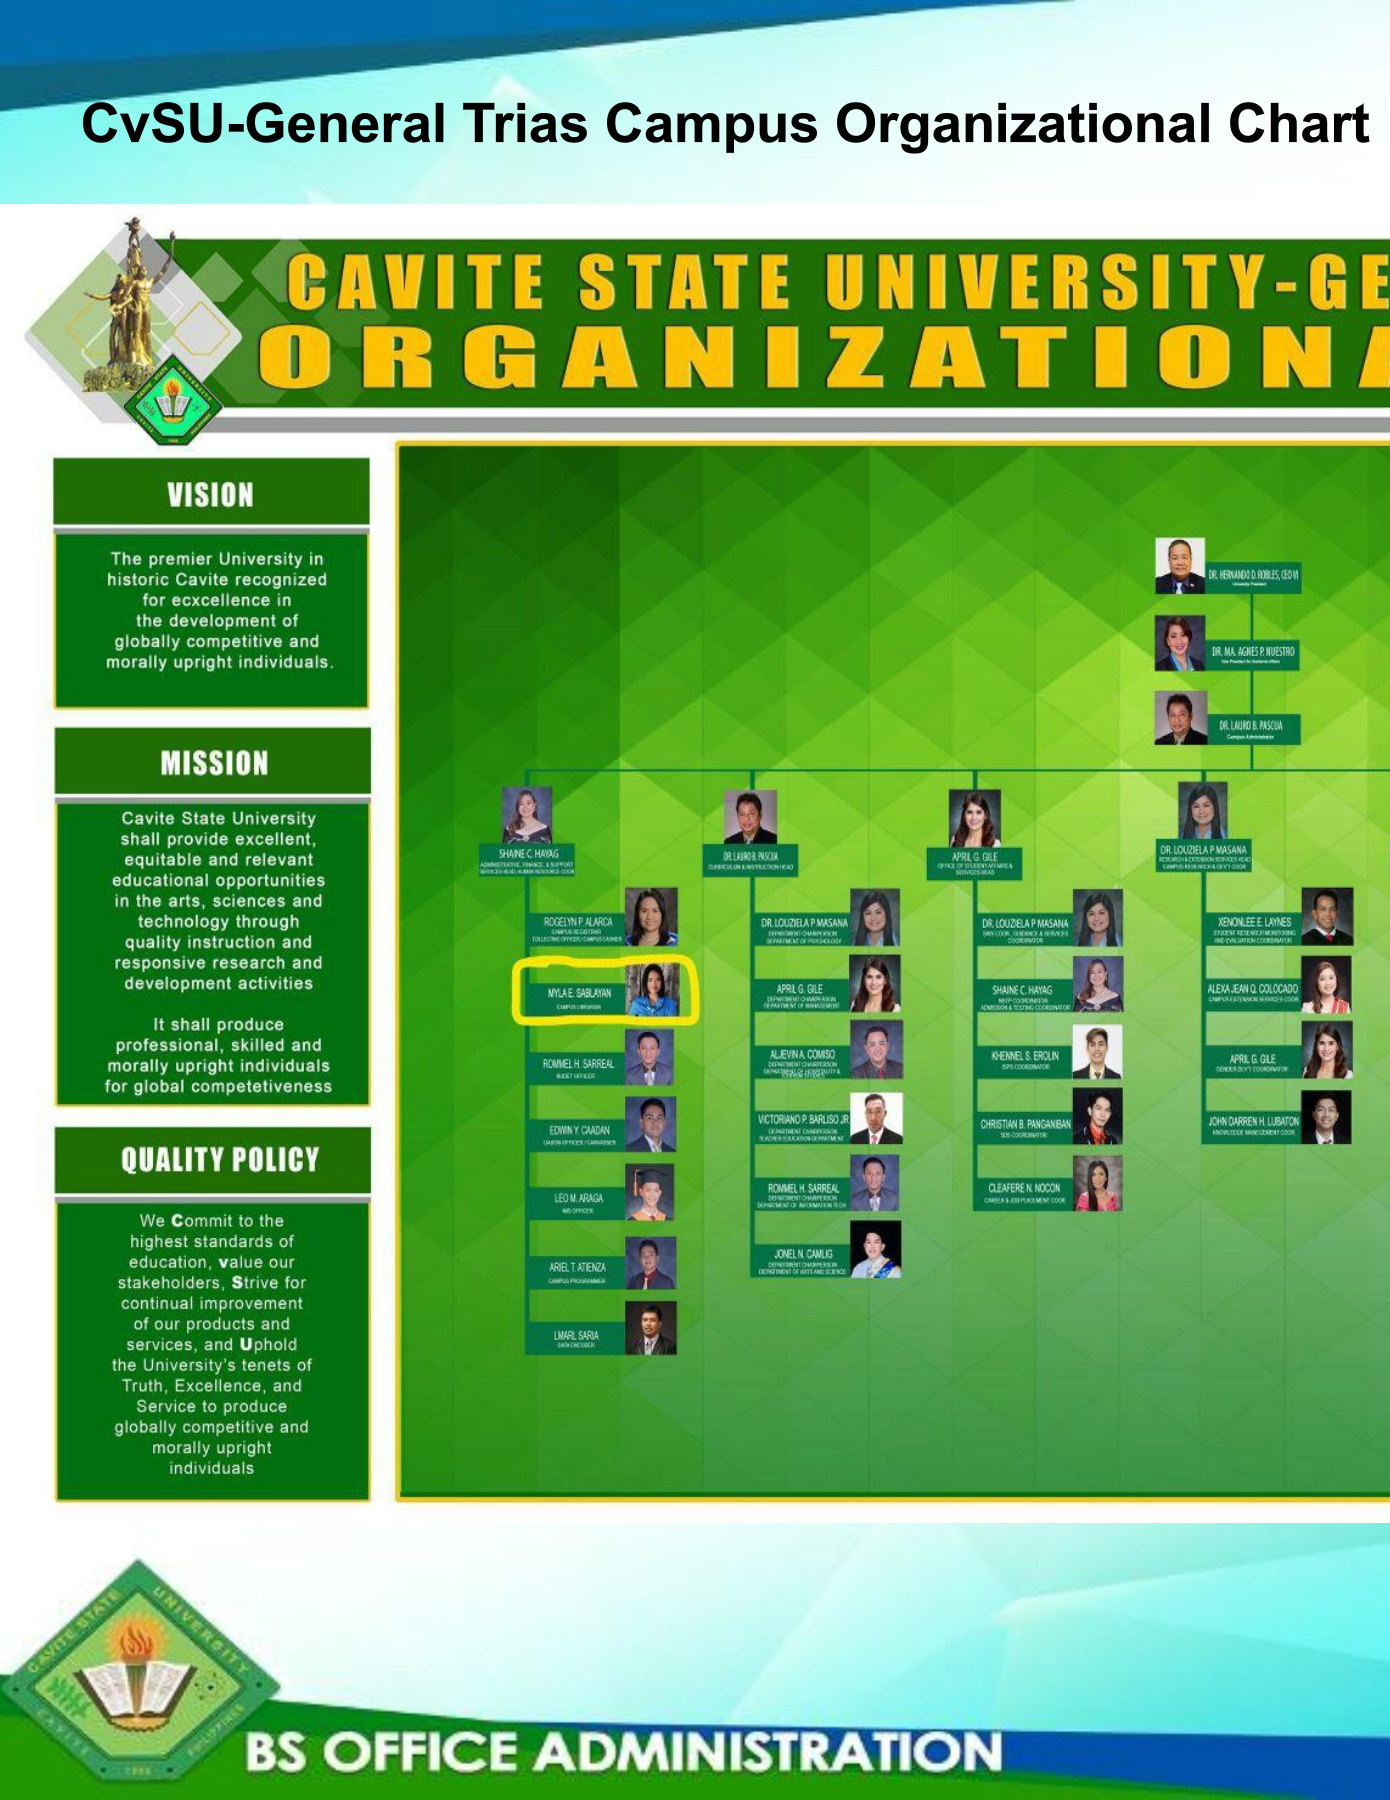 CvSU-General Trias Campus Organizational Chart
CAVITE STATE UNIVERSITY-GE
ORGANIZATIONA
VISION
The premier University in
historic Cavite recognized
for ecxcellence in
the development of
globally competitive and
morally upright individuals.
MISSION
Cavite State University
shall provide excellent,
equitable and relevant
educational opportunities
in the arts, sciences and
technology through
quality instruction and
responsive research and
development activities
It shall produce
professional, skilled and
morally upright individuals
for global competetiveness
QUALITY POLICY
We Commit to the
highest standards of
education, value our
stakeholders, Strive for
continual improvement
of our products and
services, and Uphold
the University's tenets of
Truth, Excellence, and
Service to produce
globally competitive and
morally upright
individuals
DR. HERNANDO D. ROBLES, CEO VI
University President
DR. MA. AGNES P. NUESTRO
Vice President for Academic Affairs
DR. LAURO B. PASCUA
Campus Administrator
SHAINE C. HAYAG
ADMINISTRATIVE, FINANCE, & SUPPORT
SERVICES HEAD, HUMAN RESOURCE COOR
ROGELYN P. ALARCA
CAMPUS REGISTRAR
COLLECTING OFFICER / CAMPUS CASHIER
MYLA E. SABLAYAN
CAMPUS LIBRARIAN
ROMMEL H. SARREAL
BUDET OFFICER
EDWIN Y. CAADAN
LIAISON OFFICER / CANVASSER
LEO M. ARAGA
MIS OFFICER
ARIEL T. ATIENZA
CAMPUS PROGRAMMER
LMARL SARIA
DATA ENCODER
DR. LAURO B. PASCUA
CURRICULUM & INSTRUCTION HEAD
DR. LOUZIELA P MASANA
DEPARTMENT CHAIRPERSON
DEPARTMENT OF PSYCHOLOGY
APRIL G. GILE
DEPARTMENT CHAIRPERSON
DEPARTMENT OF MANAGEMENT
ALJEVIN A. COMISO
DEPARTMENT CHAIRPERSON
DEPARTMENT OF HOSPITALITY &
VICTORIANO P. BARLISO JR
DEPARTMENT CHAIRPERSON
TEACHER EDUCATION DEPARTMENT
ROMMEL H. SARREAL
DEPARTMENT CHAIRPERSON
DEPARTMENT OF INFORMATION TECH
JONEL N. CAMLIG
DEPARTMENT CHAIRPERSON
DEPARTMENT OF ARTS AND SCIENCE
APRIL G. GILE
OFFICE OF STUDENT AFFAIRS &
SERVICES HEAD
DR. LOUZIELA P MASANA
SWS COOR., GUIDANCE & SERVICES
COORDINATOR
SHAINE C. HAYAG
NSTP COORDINATOR
ADMISSION & TESTING COORDINATOR
KHENNEL S. EROLIN
ISPS COORDINATOR
CHRISTIAN B. PANGANIBAN
SDS COORDINATOR
CLEAFERE N. NOCON
CAREER & JOB PLACEMENT COOR.
DR. LOUZIELA P MASANA
RESEARCH & EXTENSION SERVICES HEAD
CAMPUS RESEARCH & DEV'T COOR.
XENONLEE E. LAYNES
STUDENT RESEARCH MONITORING
AND EVALUATION COORDINATOR
ALEXA JEAN Q. COLOCADO
CAMPUS EXTENSION SERVICES COOR.
APRIL G. GILE
GENDER DEV'T COORDINATOR
JOHN DARREN H. LUBATON
KNOWLEDGE MANEGEMENT COOR.
CAVITE STATE UNIVERSITY
CAVITE PHILIPPINES
1906
BS OFFICE ADMINISTRATION